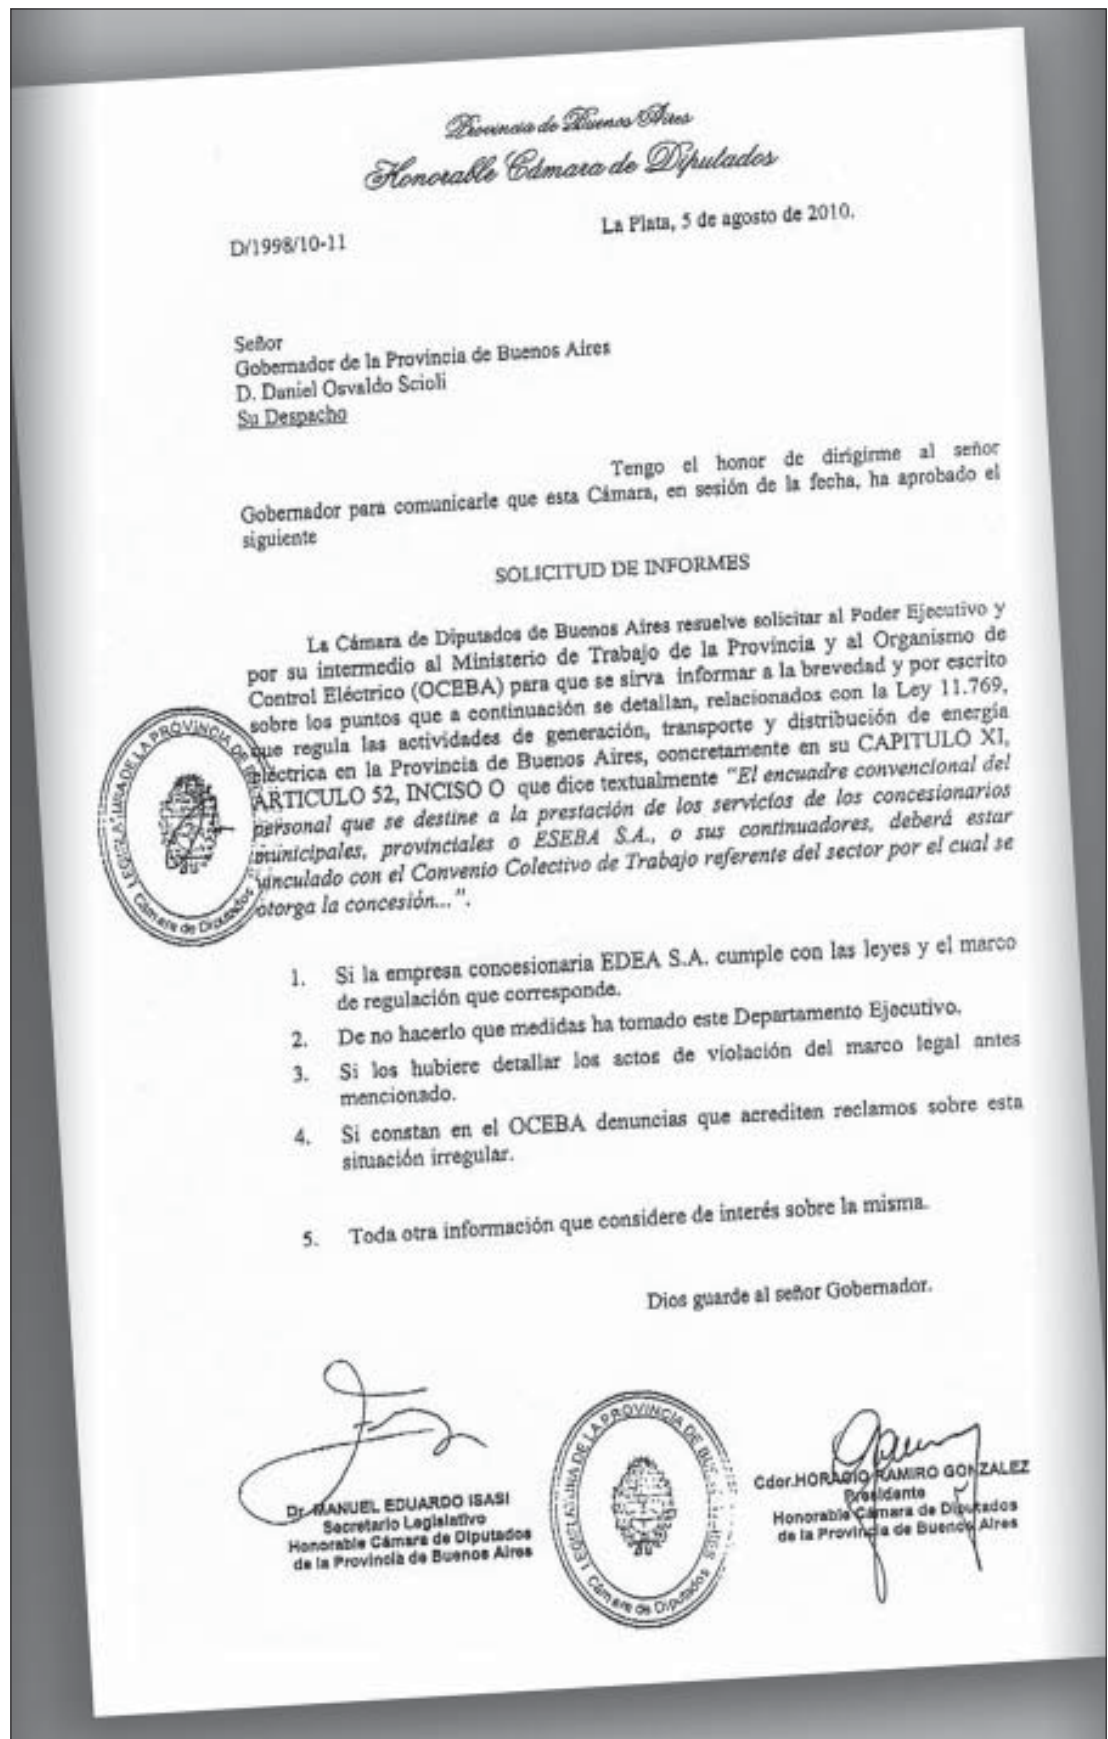 Provincia de Buenos Aires
Honorable Cámara de Diputados
D/1998/10-11
La Plata, 5 de agosto de 2010.
Señor
Gobernador de la Provincia de Buenos Aires
D. Daniel Osvaldo Scioli
Su Despacho
Tengo el honor de dirigirme al señor
Gobernador para comunicarle que esta Cámara, en sesión de la fecha, ha aprobado el
siguiente
SOLICITUD DE INFORMES
La Cámara de Diputados de Buenos Aires resuelve solicitar al Poder Ejecutivo y
por su intermedio al Ministerio de Trabajo de la Provincia y al Organismo de
Control Eléctrico (OCEBA) para que se sirva informar a la brevedad y por escrito
sobre los puntos que a continuación se detallan, relacionados con la Ley 11.769,
que regula las actividades de generación, transporte y distribución de energía
eléctrica en la Provincia de Buenos Aires, concretamente en su CAPITULO XI,
ARTICULO 52, INCISO O que dice textualmente "El encuadre convencional del
personal que se destine a la prestación de los servicios de los concesionarios
municipales, provinciales o ESEBA S.A., o sus continuadores, deberá estar
vinculado con el Convenio Colectivo de Trabajo referente del sector por el cual se
otorga la concesión...".
LEGISLATURA DE LA PROVINCIA DE
Cámara de Diputados
1. Si la empresa concesionaria EDEA S.A. cumple con las leyes y el marco
de regulación que corresponde.
2. De no hacerlo que medidas ha tomado este Departamento Ejecutivo.
3. Si los hubiere detallar los actos de violación del marco legal antes
mencionado.
4. Si constan en el OCEBA denuncias que acrediten reclamos sobre esta
situación irregular.
5. Toda otra información que considere de interés sobre la misma.
Dios guarde al señor Gobernador.
Dr. MANUEL EDUARDO ISASI
Secretario Legislativo
Honorable Cámara de Diputados
de la Provincia de Buenos Aires
LEGISLATURA DE LA PROVINCIA DE
Cámara de Diputados
Cdor.HORACIO RAMIRO GONZALEZ
Presidente
Honorable Cámara de Diputados
de la Provincia de Buenos Aires